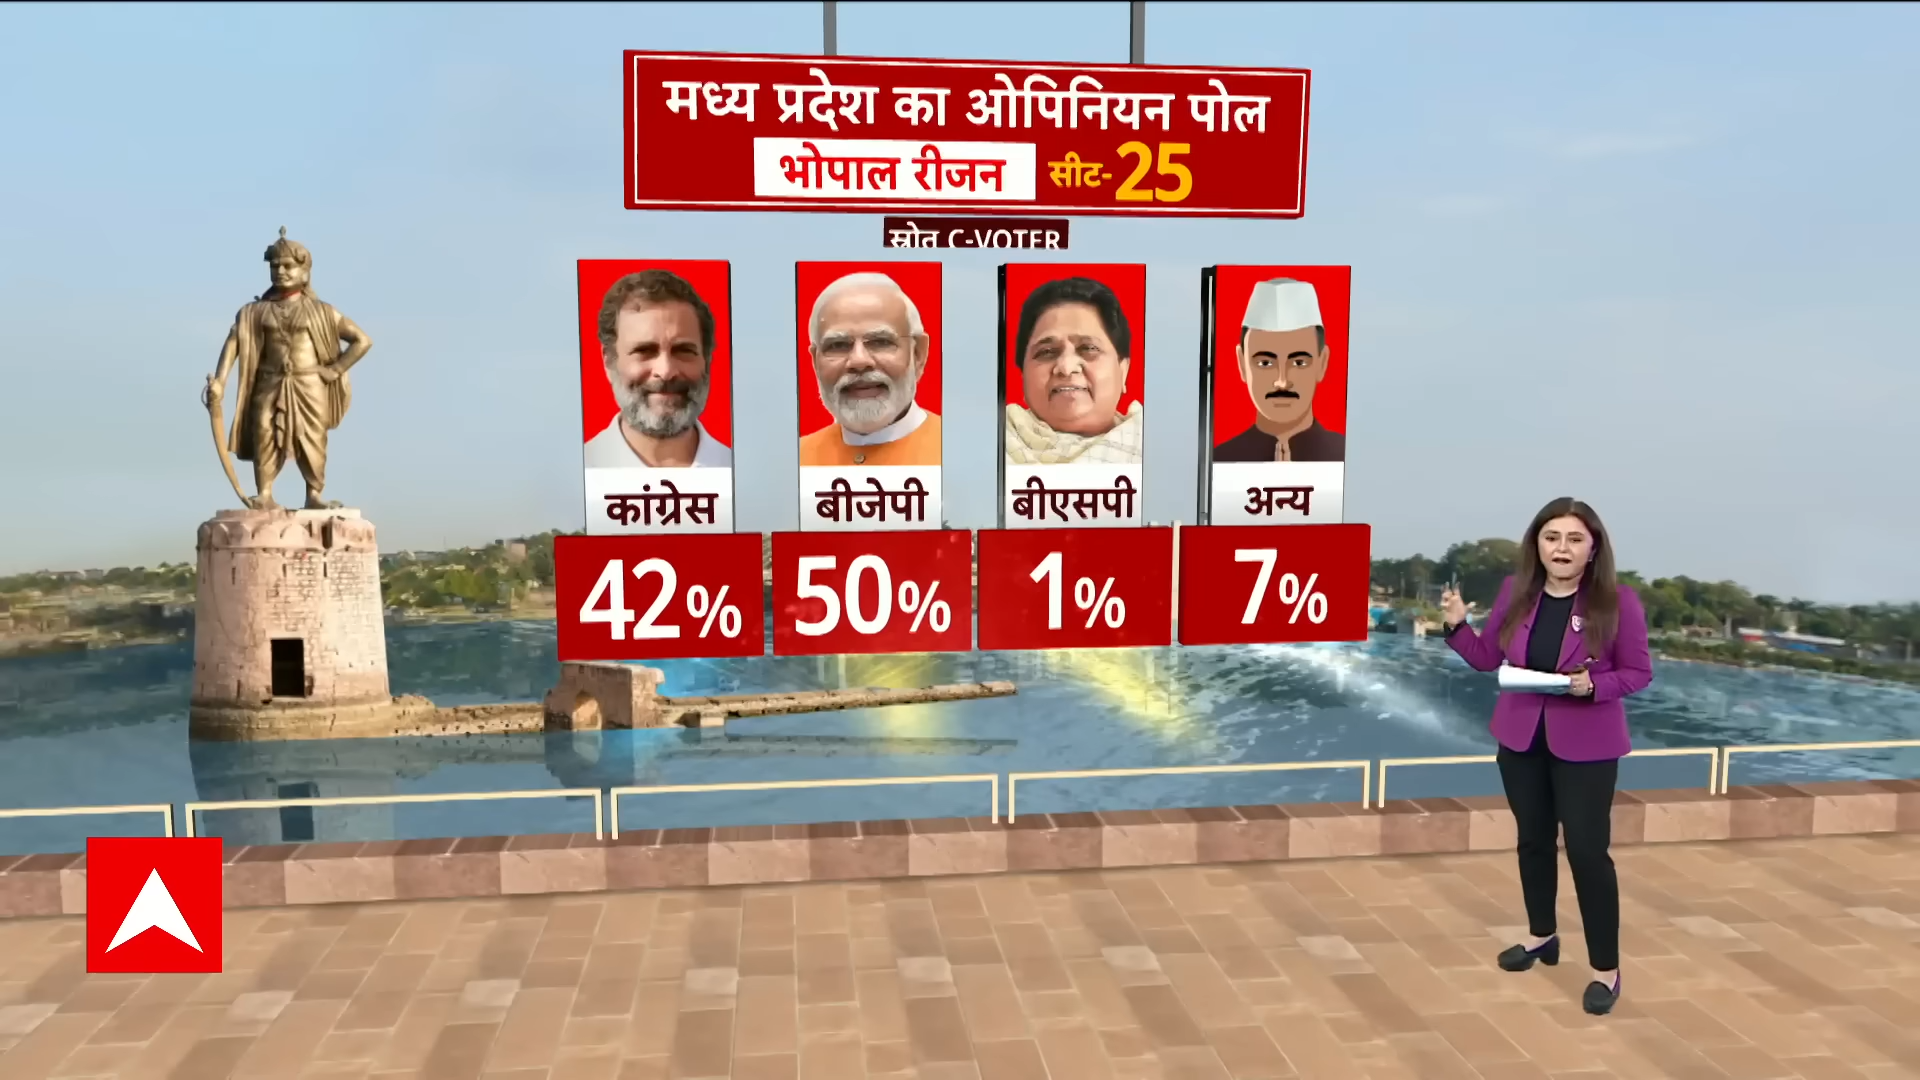 मध्य प्रदेश का ओपिनियन पोल
भोपाल रीजन सीट-25
स्रोत C-VOTER
कांग्रेस बीजेपी बीएसपी अन्य
42% 50% 1% 7%